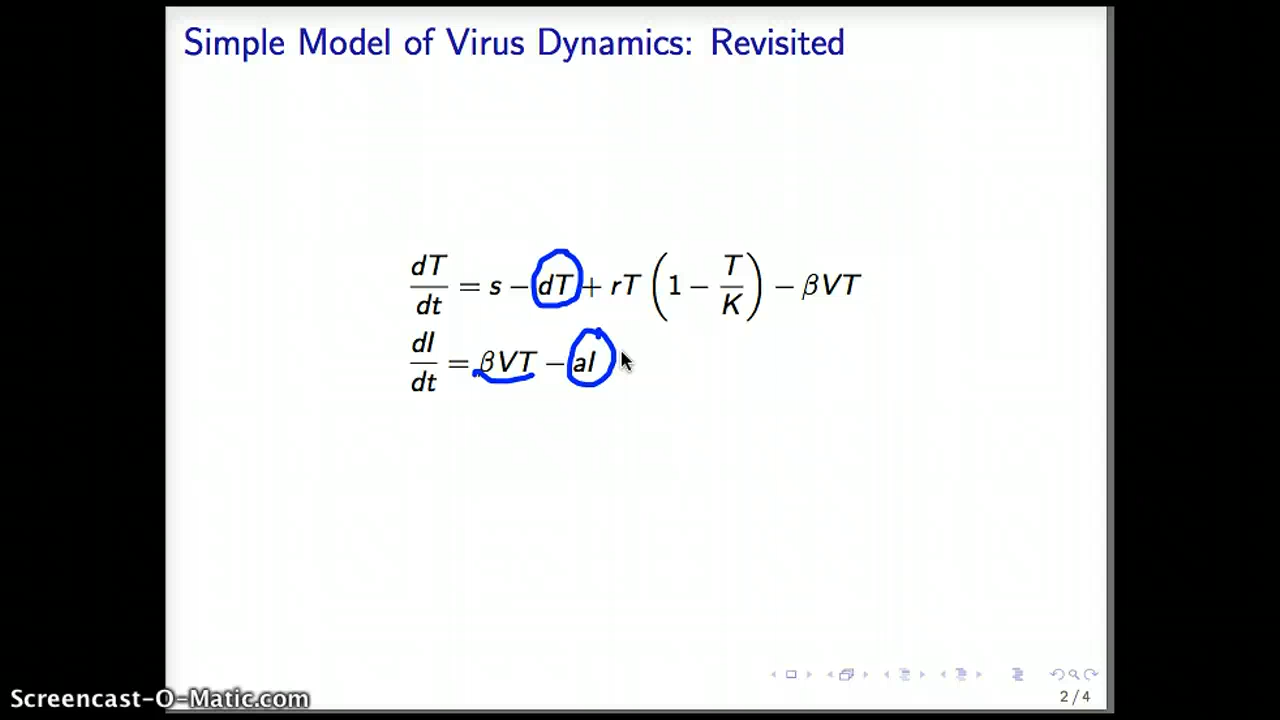 Simple Model of Virus Dynamics: Revisited
dT/dt = s − dT + rT (1 − T/K) − βVT
dI/dt = βVT − aI
2 / 4
Screencast-O-Matic.com